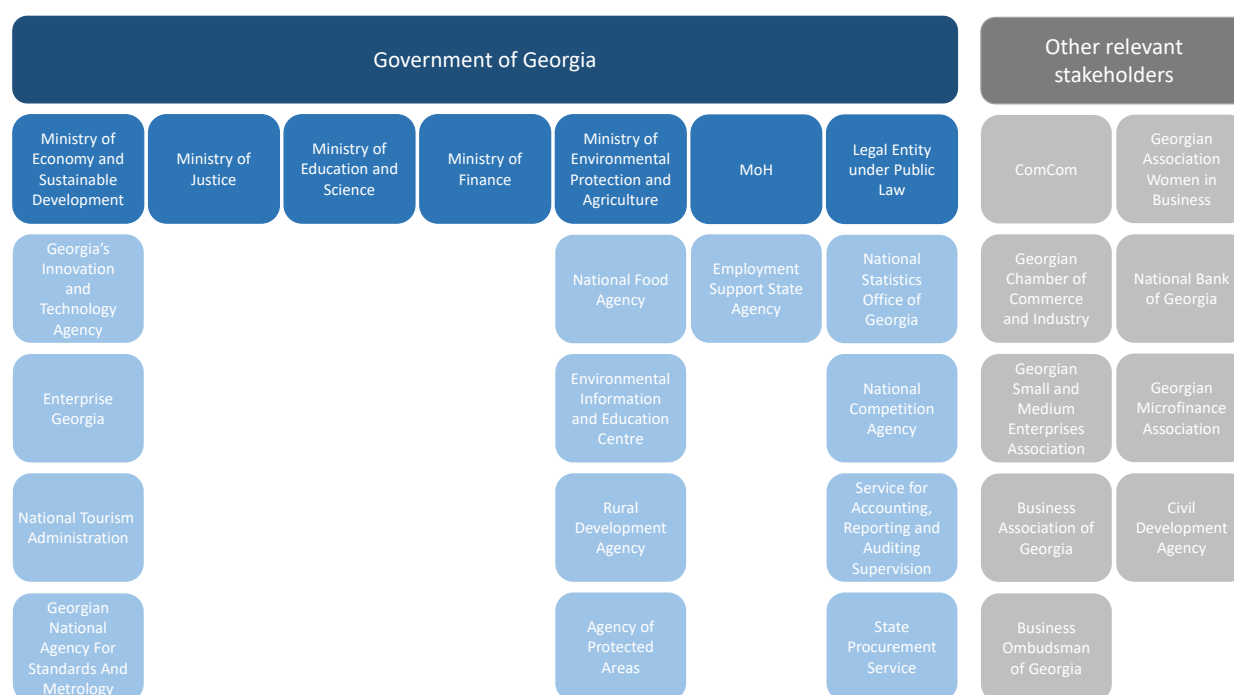 Government of Georgia
Other relevant
stakeholders
Ministry of
Economy and
Sustainable
Development
Ministry of
Justice
Ministry of
Education and
Science
Ministry of
Finance
Ministry of
Environmental
Protection and
Agriculture
MoH
Legal Entity
under Public
Law
ComCom
Georgian
Association
Women in
Business
Georgia's
Innovation
and
Technology
Agency
National Food
Agency
Employment
Support State
Agency
National
Statistics
Office of
Georgia
Georgian
Chamber of
Commerce
and Industry
National Bank
of Georgia
Enterprise
Georgia
Environmental
Information
and Education
Centre
National
Competition
Agency
Georgian
Small and
Medium
Enterprises
Association
Georgian
Microfinance
Association
National Tourism
Administration
Rural
Development
Agency
Service for
Accounting,
Reporting and
Auditing
Supervision
Business
Association of
Georgia
Civil
Development
Agency
Georgian
National
Agency For
Standards And
Metrology
Agency of
Protected
Areas
State
Procurement
Service
Business
Ombudsman
of Georgia